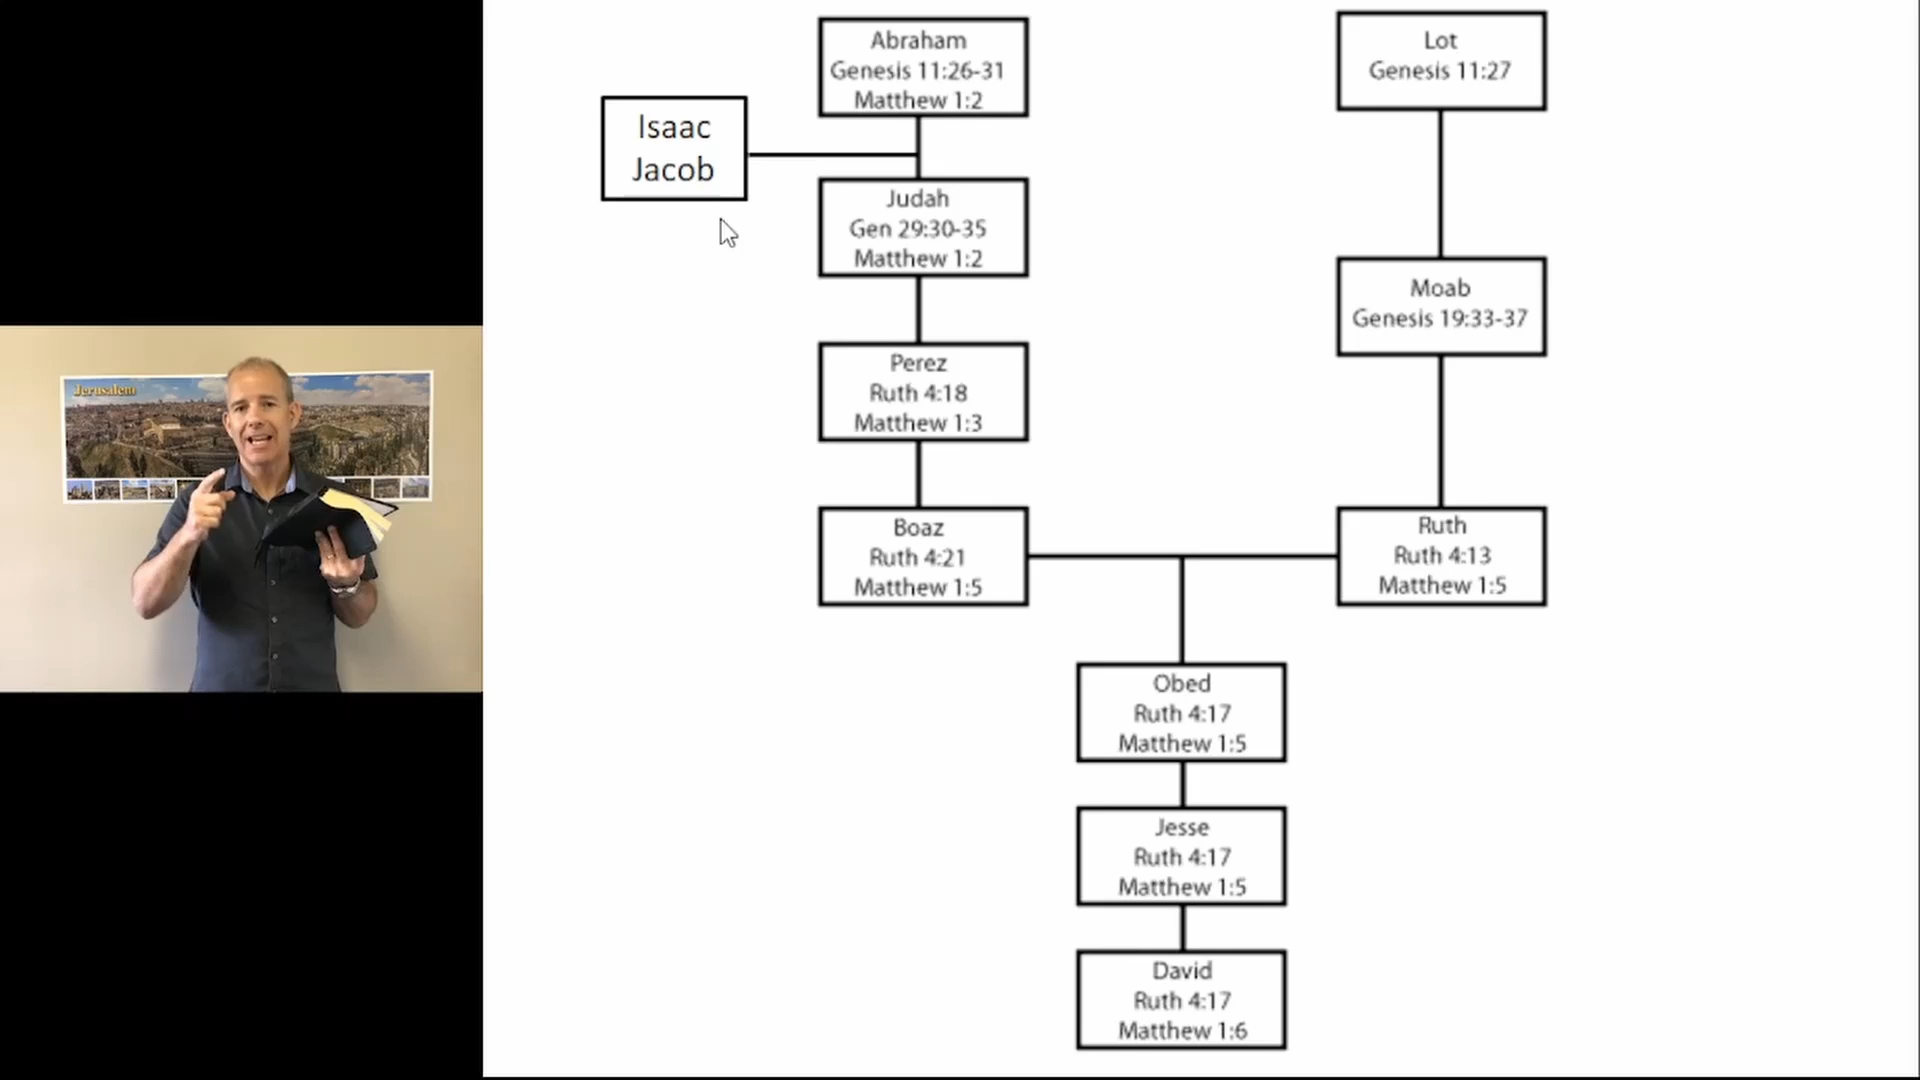 Abraham
Genesis 11:26-31
Matthew 1:2
Lot
Genesis 11:27
Isaac
Jacob
Judah
Gen 29:30-35
Matthew 1:2
Moab
Genesis 19:33-37
Perez
Ruth 4:18
Matthew 1:3
Jerusalem
Boaz
Ruth 4:21
Matthew 1:5
Ruth
Ruth 4:13
Matthew 1:5
Obed
Ruth 4:17
Matthew 1:5
Jesse
Ruth 4:17
Matthew 1:5
David
Ruth 4:17
Matthew 1:6